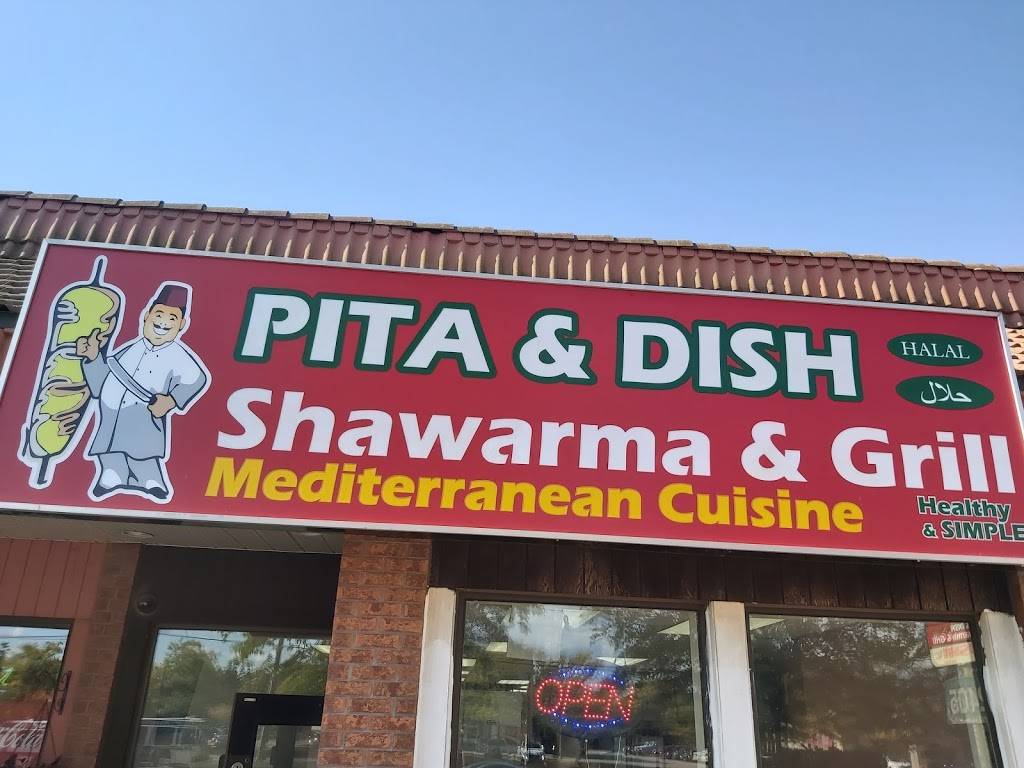 PITA & DISH
HALAL
حلال
Shawarma & Grill
Mediterranean Cuisine
Healthy
& SIMPLE
OPEN